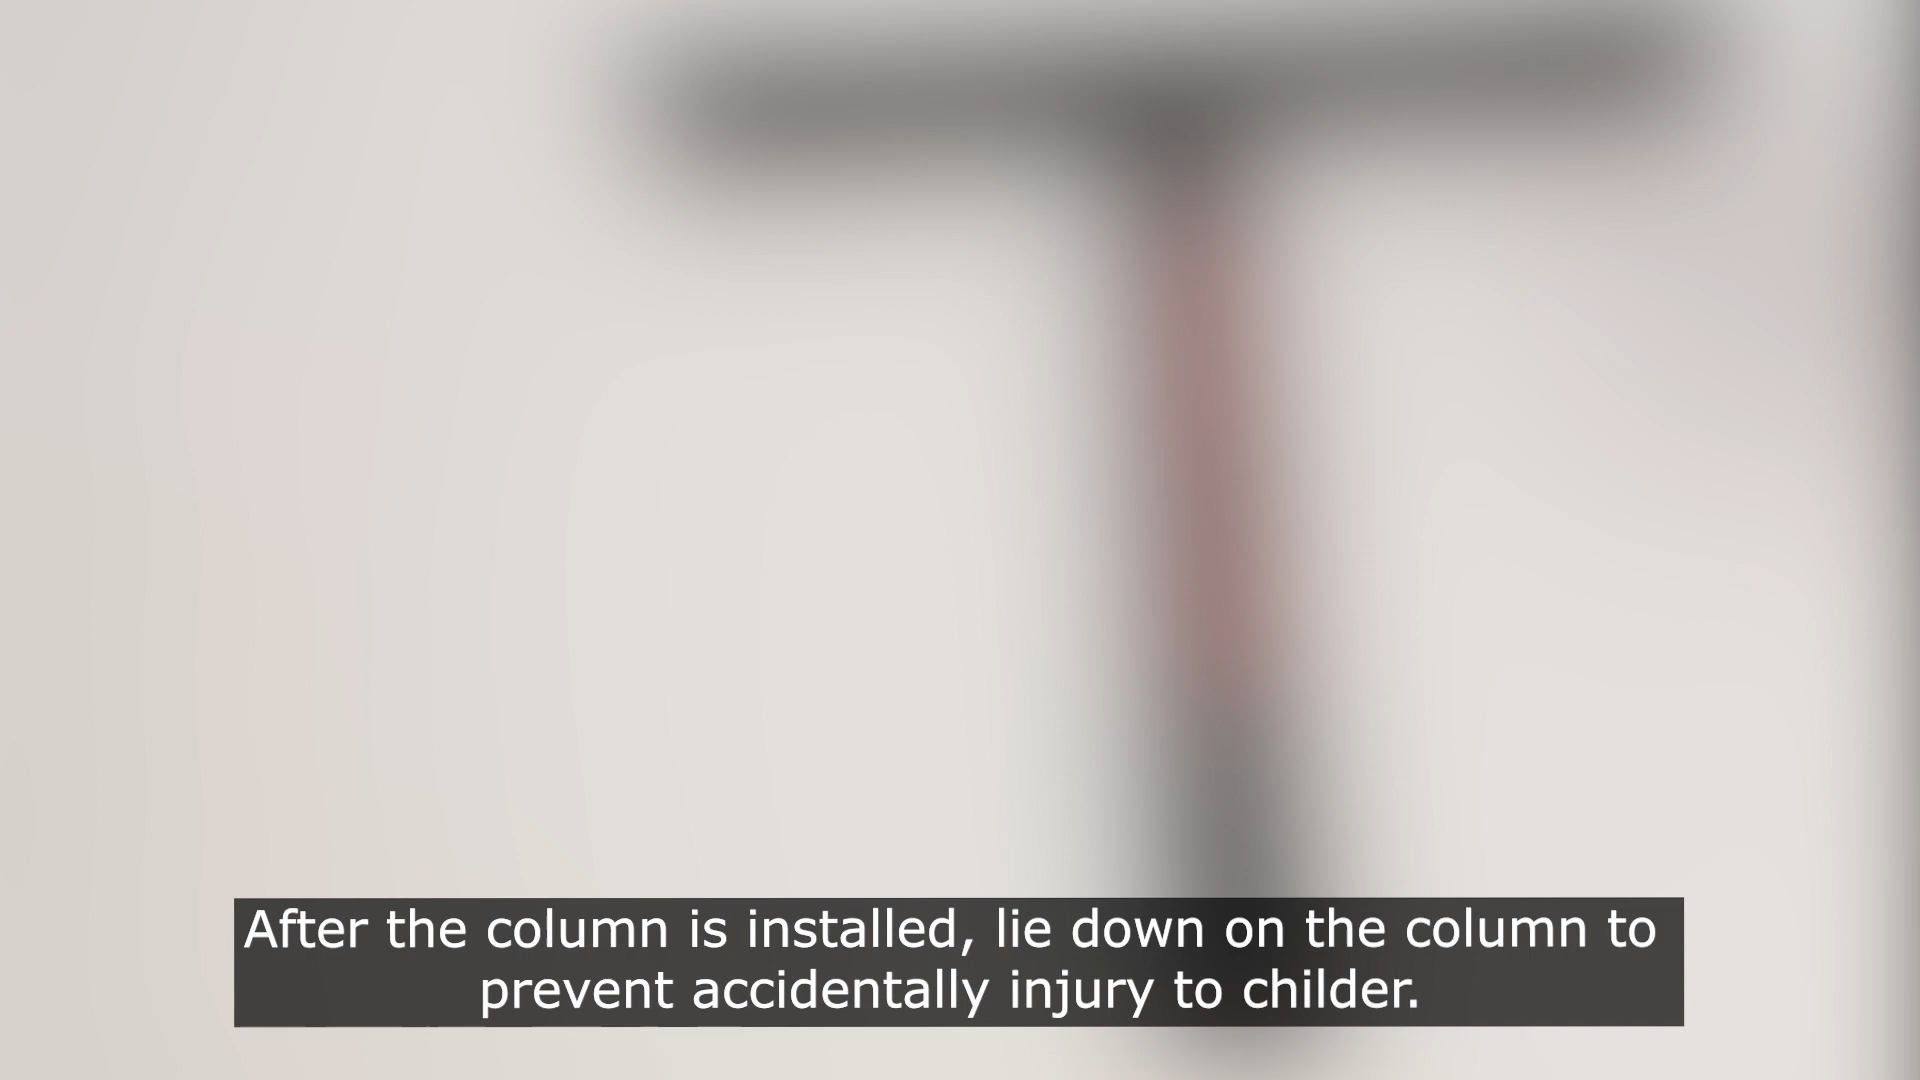 After the column is installed, lie down on the column to
prevent accidentally injury to childer.